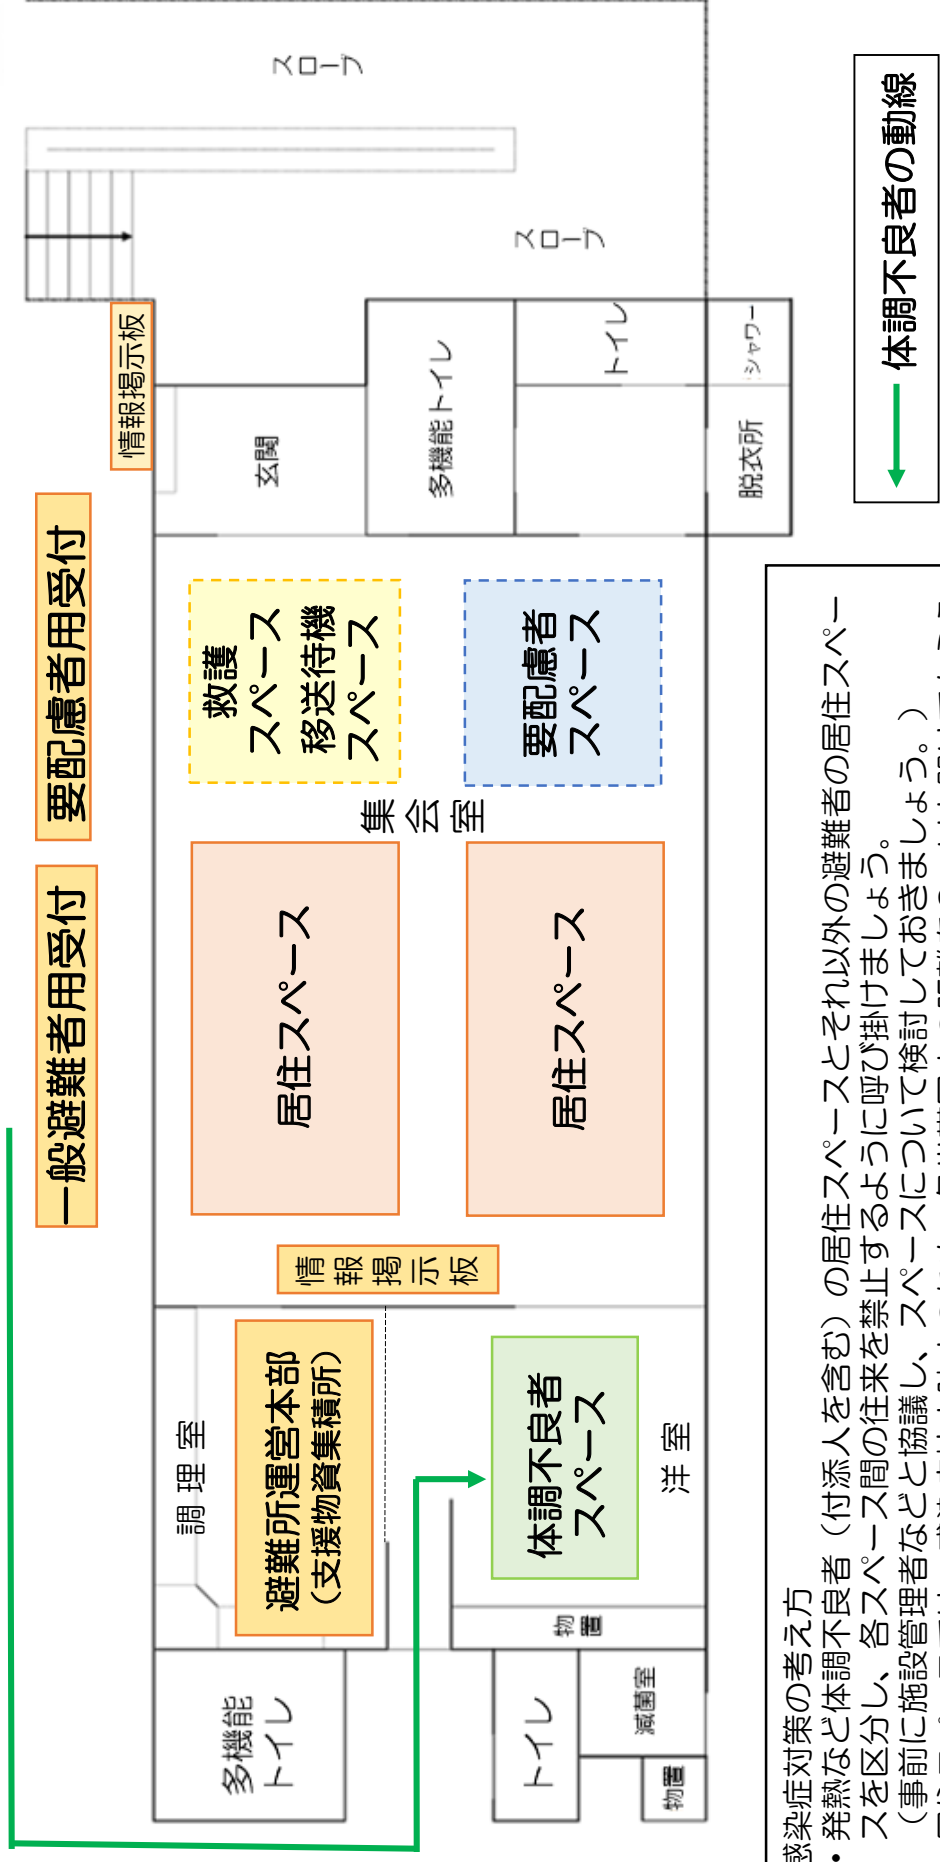 一般避難者用受付
要配慮者用受付
情報掲示板
スロープ
スロープ
多機能
トイレ
調理室
避難所運営本部
（支援物資集積所）
情報掲示板
居住スペース
居住スペース
集会室
救護
スペース
移送待機
スペース
要配慮者
スペース
玄関
多機能トイレ
トイレ
シャワー
脱衣所
体調不良者
スペース
洋室
物置
トイレ
滅菌室
物置
体調不良者の動線
感染症対策の考え方
・発熱など体調不良者（付添人を含む）の居住スペースとそれ以外の避難者の居住スペー
スを区分し、各スペース間の往来を禁止するように呼び掛けましょう。
（事前に施設管理者などと協議し、スペースについて検討しておきましょう。）